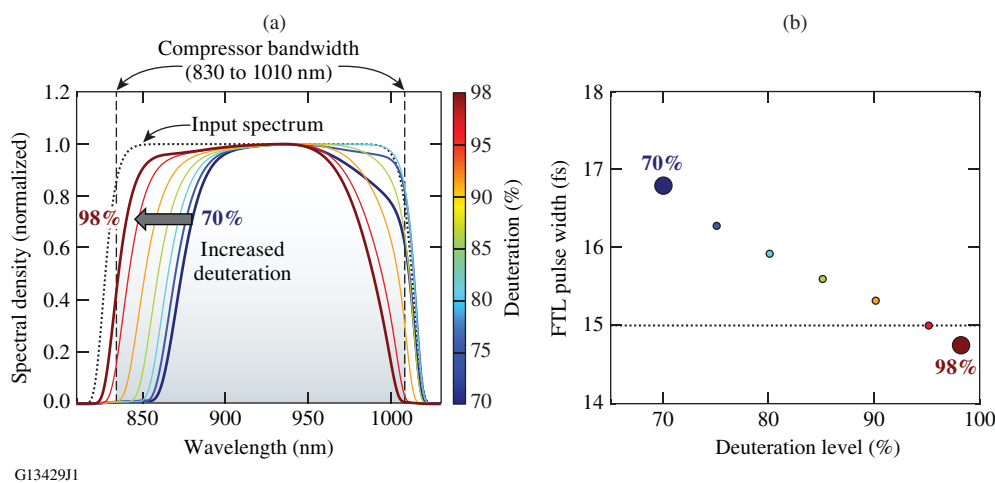 (a)
Compressor bandwidth
(830 to 1010 nm)
Input spectrum
98%
70%
Increased
deuteration
Spectral density (normalized)
1.2
1.0
0.8
0.6
0.4
0.2
0.0
850
900
950
1000
Wavelength (nm)
98
95
90
85
80
75
70
Deuteration (%)
(b)
FTL pulse width (fs)
18
17
16
15
14
70%
98%
70
80
90
100
Deuteration level (%)
G13429J1